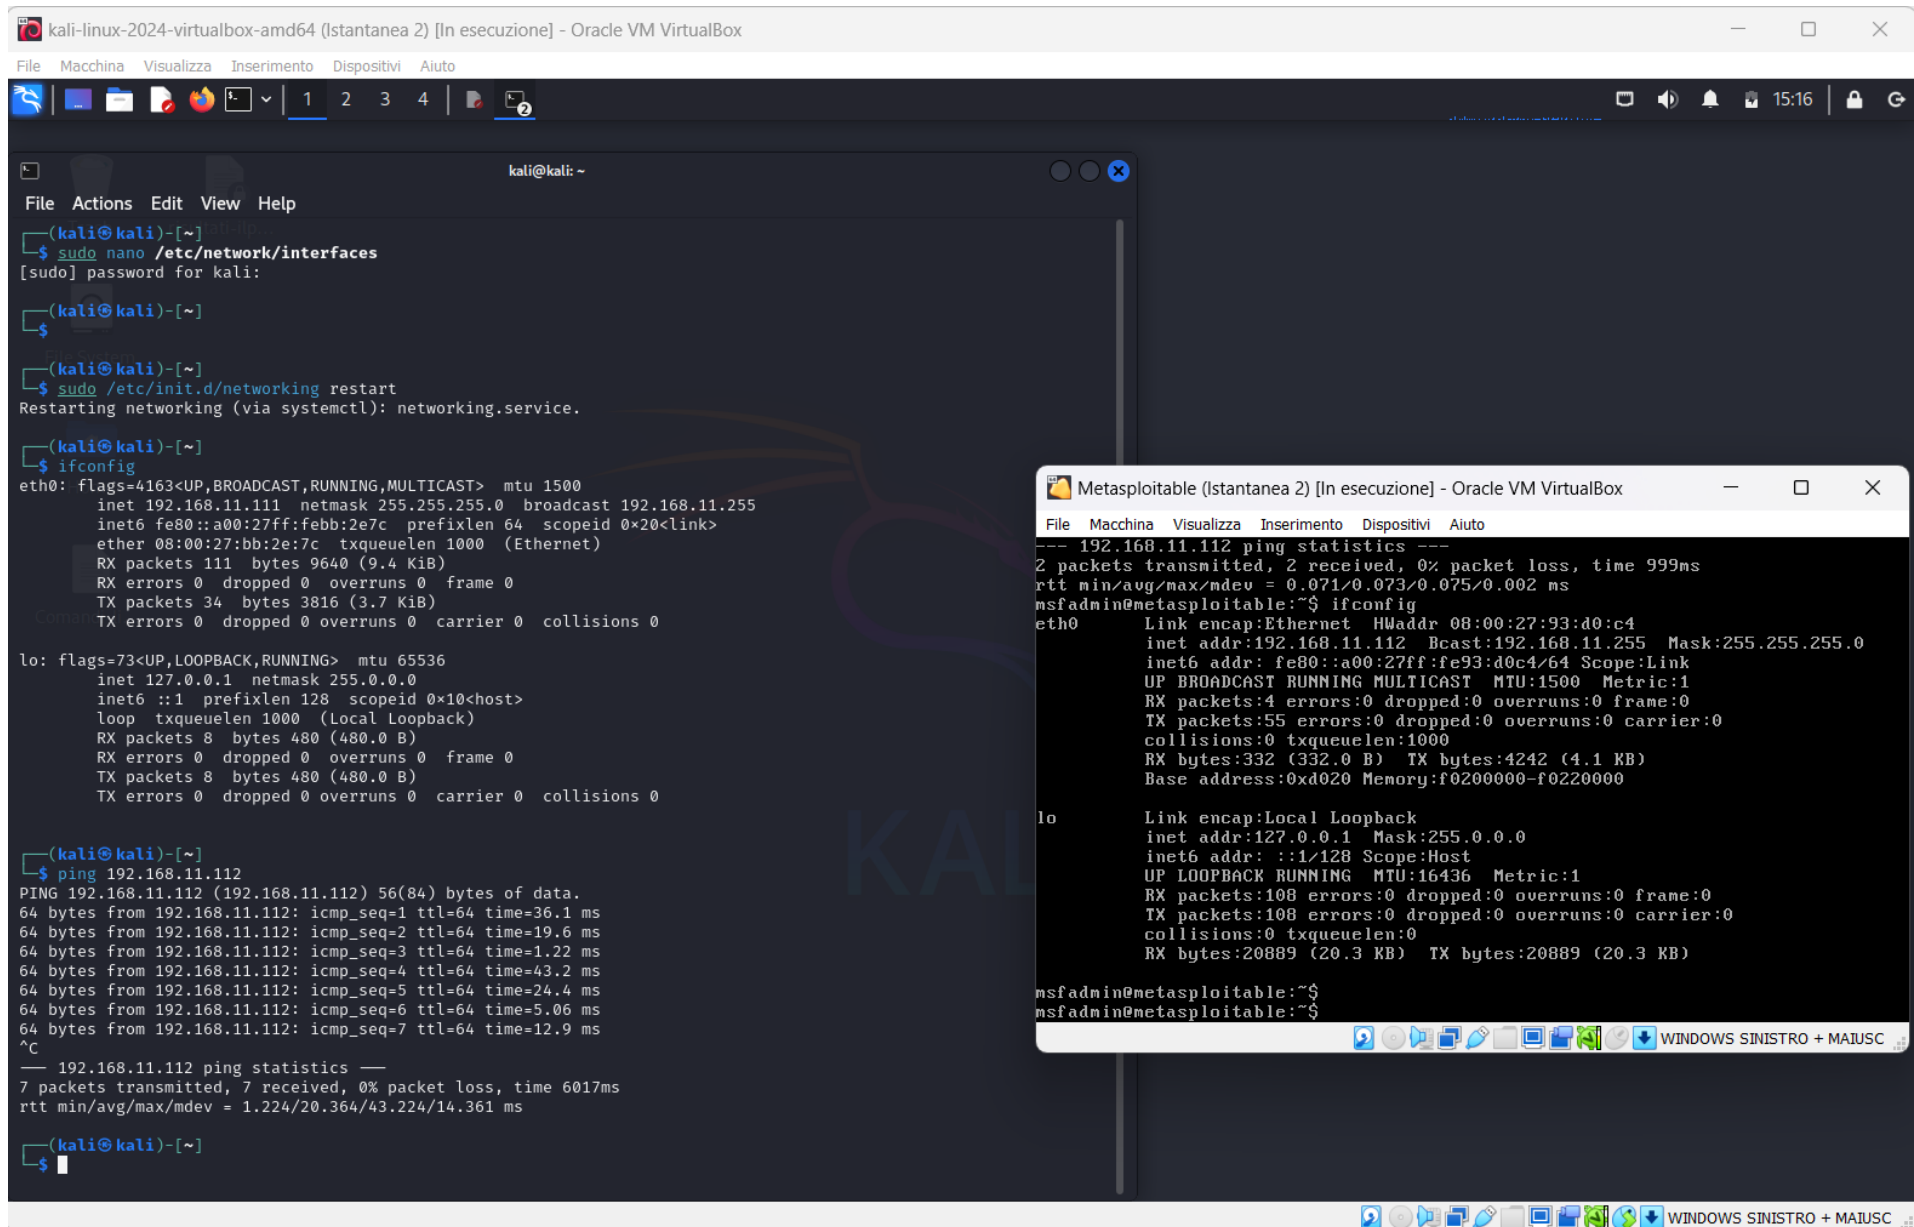 kali-linux-2024-virtualbox-amd64 (Istantanea 2) [In esecuzione] - Oracle VM VirtualBox
File Macchina Visualizza Inserimento Dispositivi Aiuto
1 2 3 4 2 15:16
kali@kali: ~
File Actions Edit View Help
┌──(kali㉿kali)-[~]
└─$ sudo nano /etc/network/interfaces
[sudo] password for kali:
┌──(kali㉿kali)-[~]
└─$
File System
┌──(kali㉿kali)-[~]
└─$ sudo /etc/init.d/networking restart
Restarting networking (via systemctl): networking.service.
┌──(kali㉿kali)-[~]
└─$ ifconfig
eth0: flags=4163<UP,BROADCAST,RUNNING,MULTICAST> mtu 1500
inet 192.168.11.111 netmask 255.255.255.0 broadcast 192.168.11.255
inet6 fe80::a00:27ff:febb:2e7c prefixlen 64 scopeid 0×20<link>
ether 08:00:27:bb:2e:7c txqueuelen 1000 (Ethernet)
RX packets 111 bytes 9640 (9.4 KiB)
RX errors 0 dropped 0 overruns 0 frame 0
TX packets 34 bytes 3816 (3.7 KiB)
TX errors 0 dropped 0 overruns 0 carrier 0 collisions 0
lo: flags=73<UP,LOOPBACK,RUNNING> mtu 65536
inet 127.0.0.1 netmask 255.0.0.0
inet6 ::1 prefixlen 128 scopeid 0×10<host>
loop txqueuelen 1000 (Local Loopback)
RX packets 8 bytes 480 (480.0 B)
RX errors 0 dropped 0 overruns 0 frame 0
TX packets 8 bytes 480 (480.0 B)
TX errors 0 dropped 0 overruns 0 carrier 0 collisions 0
┌──(kali㉿kali)-[~]
└─$ ping 192.168.11.112
PING 192.168.11.112 (192.168.11.112) 56(84) bytes of data.
64 bytes from 192.168.11.112: icmp_seq=1 ttl=64 time=36.1 ms
64 bytes from 192.168.11.112: icmp_seq=2 ttl=64 time=19.6 ms
64 bytes from 192.168.11.112: icmp_seq=3 ttl=64 time=1.22 ms
64 bytes from 192.168.11.112: icmp_seq=4 ttl=64 time=43.2 ms
64 bytes from 192.168.11.112: icmp_seq=5 ttl=64 time=24.4 ms
64 bytes from 192.168.11.112: icmp_seq=6 ttl=64 time=5.06 ms
64 bytes from 192.168.11.112: icmp_seq=7 ttl=64 time=12.9 ms
^C
--- 192.168.11.112 ping statistics ---
7 packets transmitted, 7 received, 0% packet loss, time 6017ms
rtt min/avg/max/mdev = 1.224/20.364/43.224/14.361 ms
┌──(kali㉿kali)-[~]
└─$
KAL
Metasploitable (Istantanea 2) [In esecuzione] - Oracle VM VirtualBox
File Macchina Visualizza Inserimento Dispositivi Aiuto
--- 192.168.11.112 ping statistics ---
2 packets transmitted, 2 received, 0% packet loss, time 999ms
rtt min/avg/max/mdev = 0.071/0.073/0.075/0.002 ms
msfadmin@metasploitable:~$ ifconfig
eth0 Link encap:Ethernet HWaddr 08:00:27:93:d0:c4
inet addr:192.168.11.112 Bcast:192.168.11.255 Mask:255.255.255.0
inet6 addr: fe80::a00:27ff:fe93:d0c4/64 Scope:Link
UP BROADCAST RUNNING MULTICAST MTU:1500 Metric:1
RX packets:4 errors:0 dropped:0 overruns:0 frame:0
TX packets:55 errors:0 dropped:0 overruns:0 carrier:0
collisions:0 txqueuelen:1000
RX bytes:332 (332.0 B) TX bytes:4242 (4.1 KB)
Base address:0xd020 Memory:f0200000-f0220000
lo Link encap:Local Loopback
inet addr:127.0.0.1 Mask:255.0.0.0
inet6 addr: ::1/128 Scope:Host
UP LOOPBACK RUNNING MTU:16436 Metric:1
RX packets:108 errors:0 dropped:0 overruns:0 frame:0
TX packets:108 errors:0 dropped:0 overruns:0 carrier:0
collisions:0 txqueuelen:0
RX bytes:20889 (20.3 KB) TX bytes:20889 (20.3 KB)
msfadmin@metasploitable:~$
msfadmin@metasploitable:~$
WINDOWS SINISTRO + MAIUSC
WINDOWS SINISTRO + MAIUSC